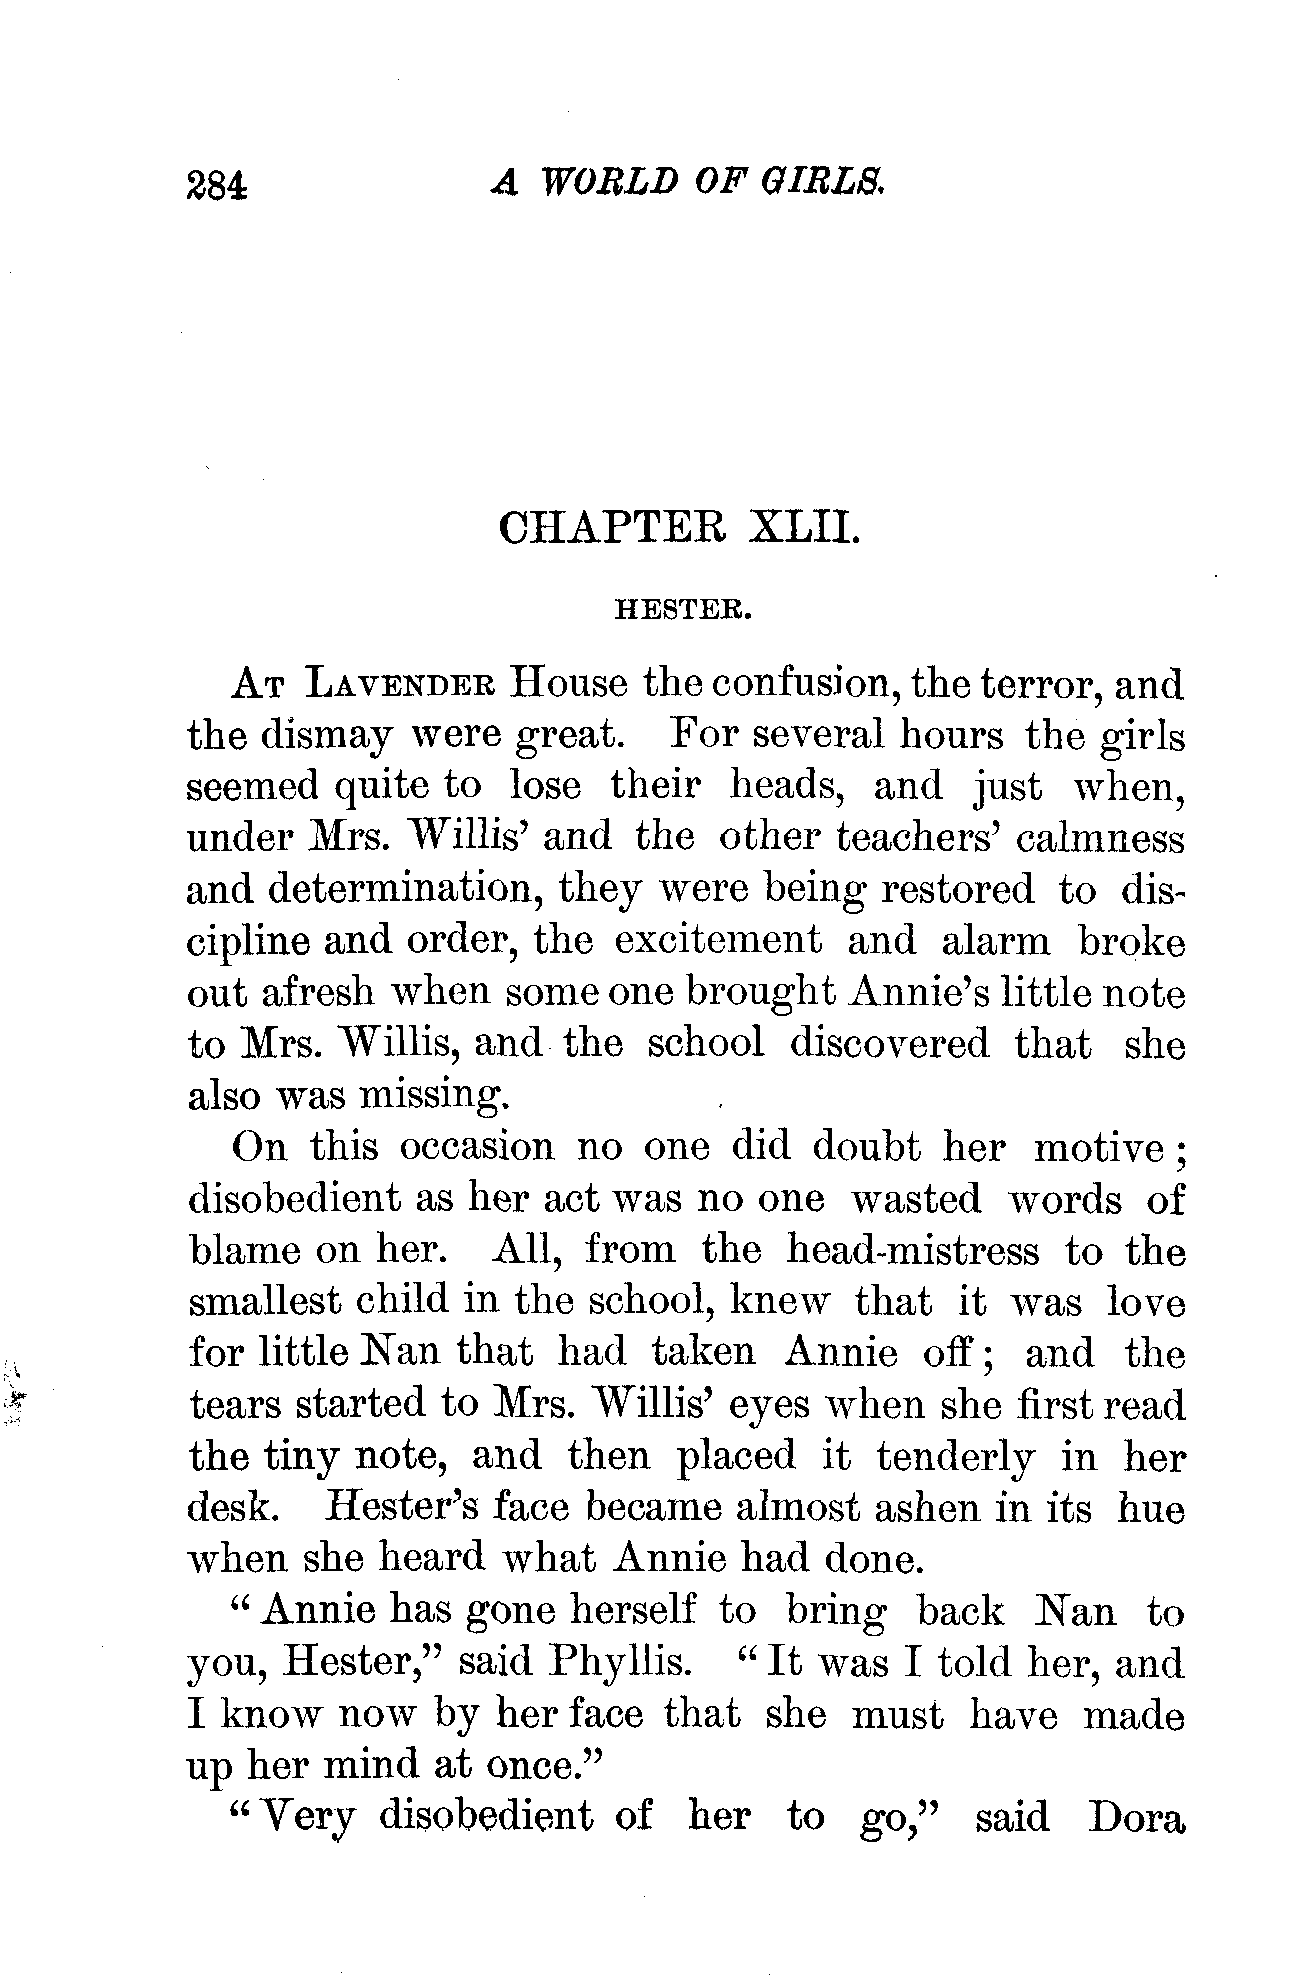 284 A WORLD OF GIRLS.
CHAPTER XLII.
HESTER.
AT LAVENDER House the confusion, the terror, and
the dismay were great. For several hours the girls
seemed quite to lose their heads, and just when,
under Mrs. Willis' and the other teachers' calmness
and determination, they were being restored to dis-
cipline and order, the excitement and alarm broke
out afresh when some one brought Annie's little note
to Mrs. Willis, and the school discovered that she
also was missing.
On this occasion no one did doubt her motive;
disobedient as her act was no one wasted words of
blame on her. All, from the head-mistress to the
smallest child in the school, knew that it was love
for little Nan that had taken Annie off; and the
tears started to Mrs. Willis' eyes when she first read
the tiny note, and then placed it tenderly in her
desk. Hester's face became almost ashen in its hue
when she heard what Annie had done.
"Annie has gone herself to bring back Nan to
you, Hester," said Phyllis. "It was I told her, and
I know now by her face that she must have made
up her mind at once."
"Very disobedient of her to go," said Dora